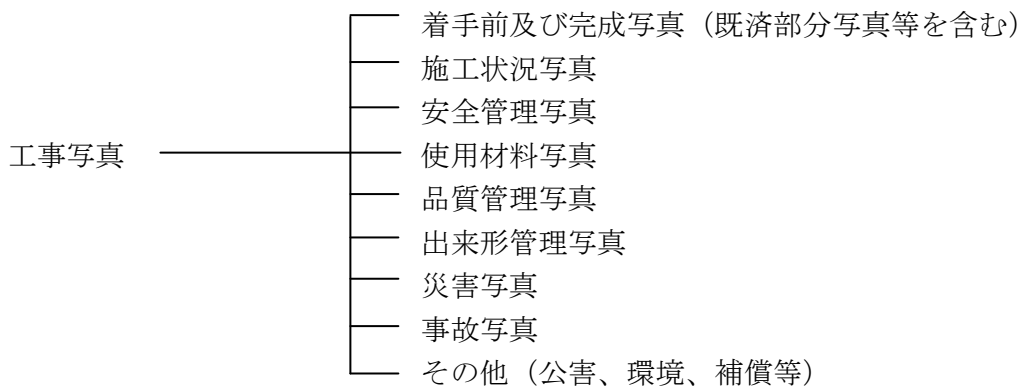 着手前及び完成写真（既済部分写真等を含む）
施工状況写真
安全管理写真
工事写真
使用材料写真
品質管理写真
出来形管理写真
災害写真
事故写真
その他（公害、環境、補償等）